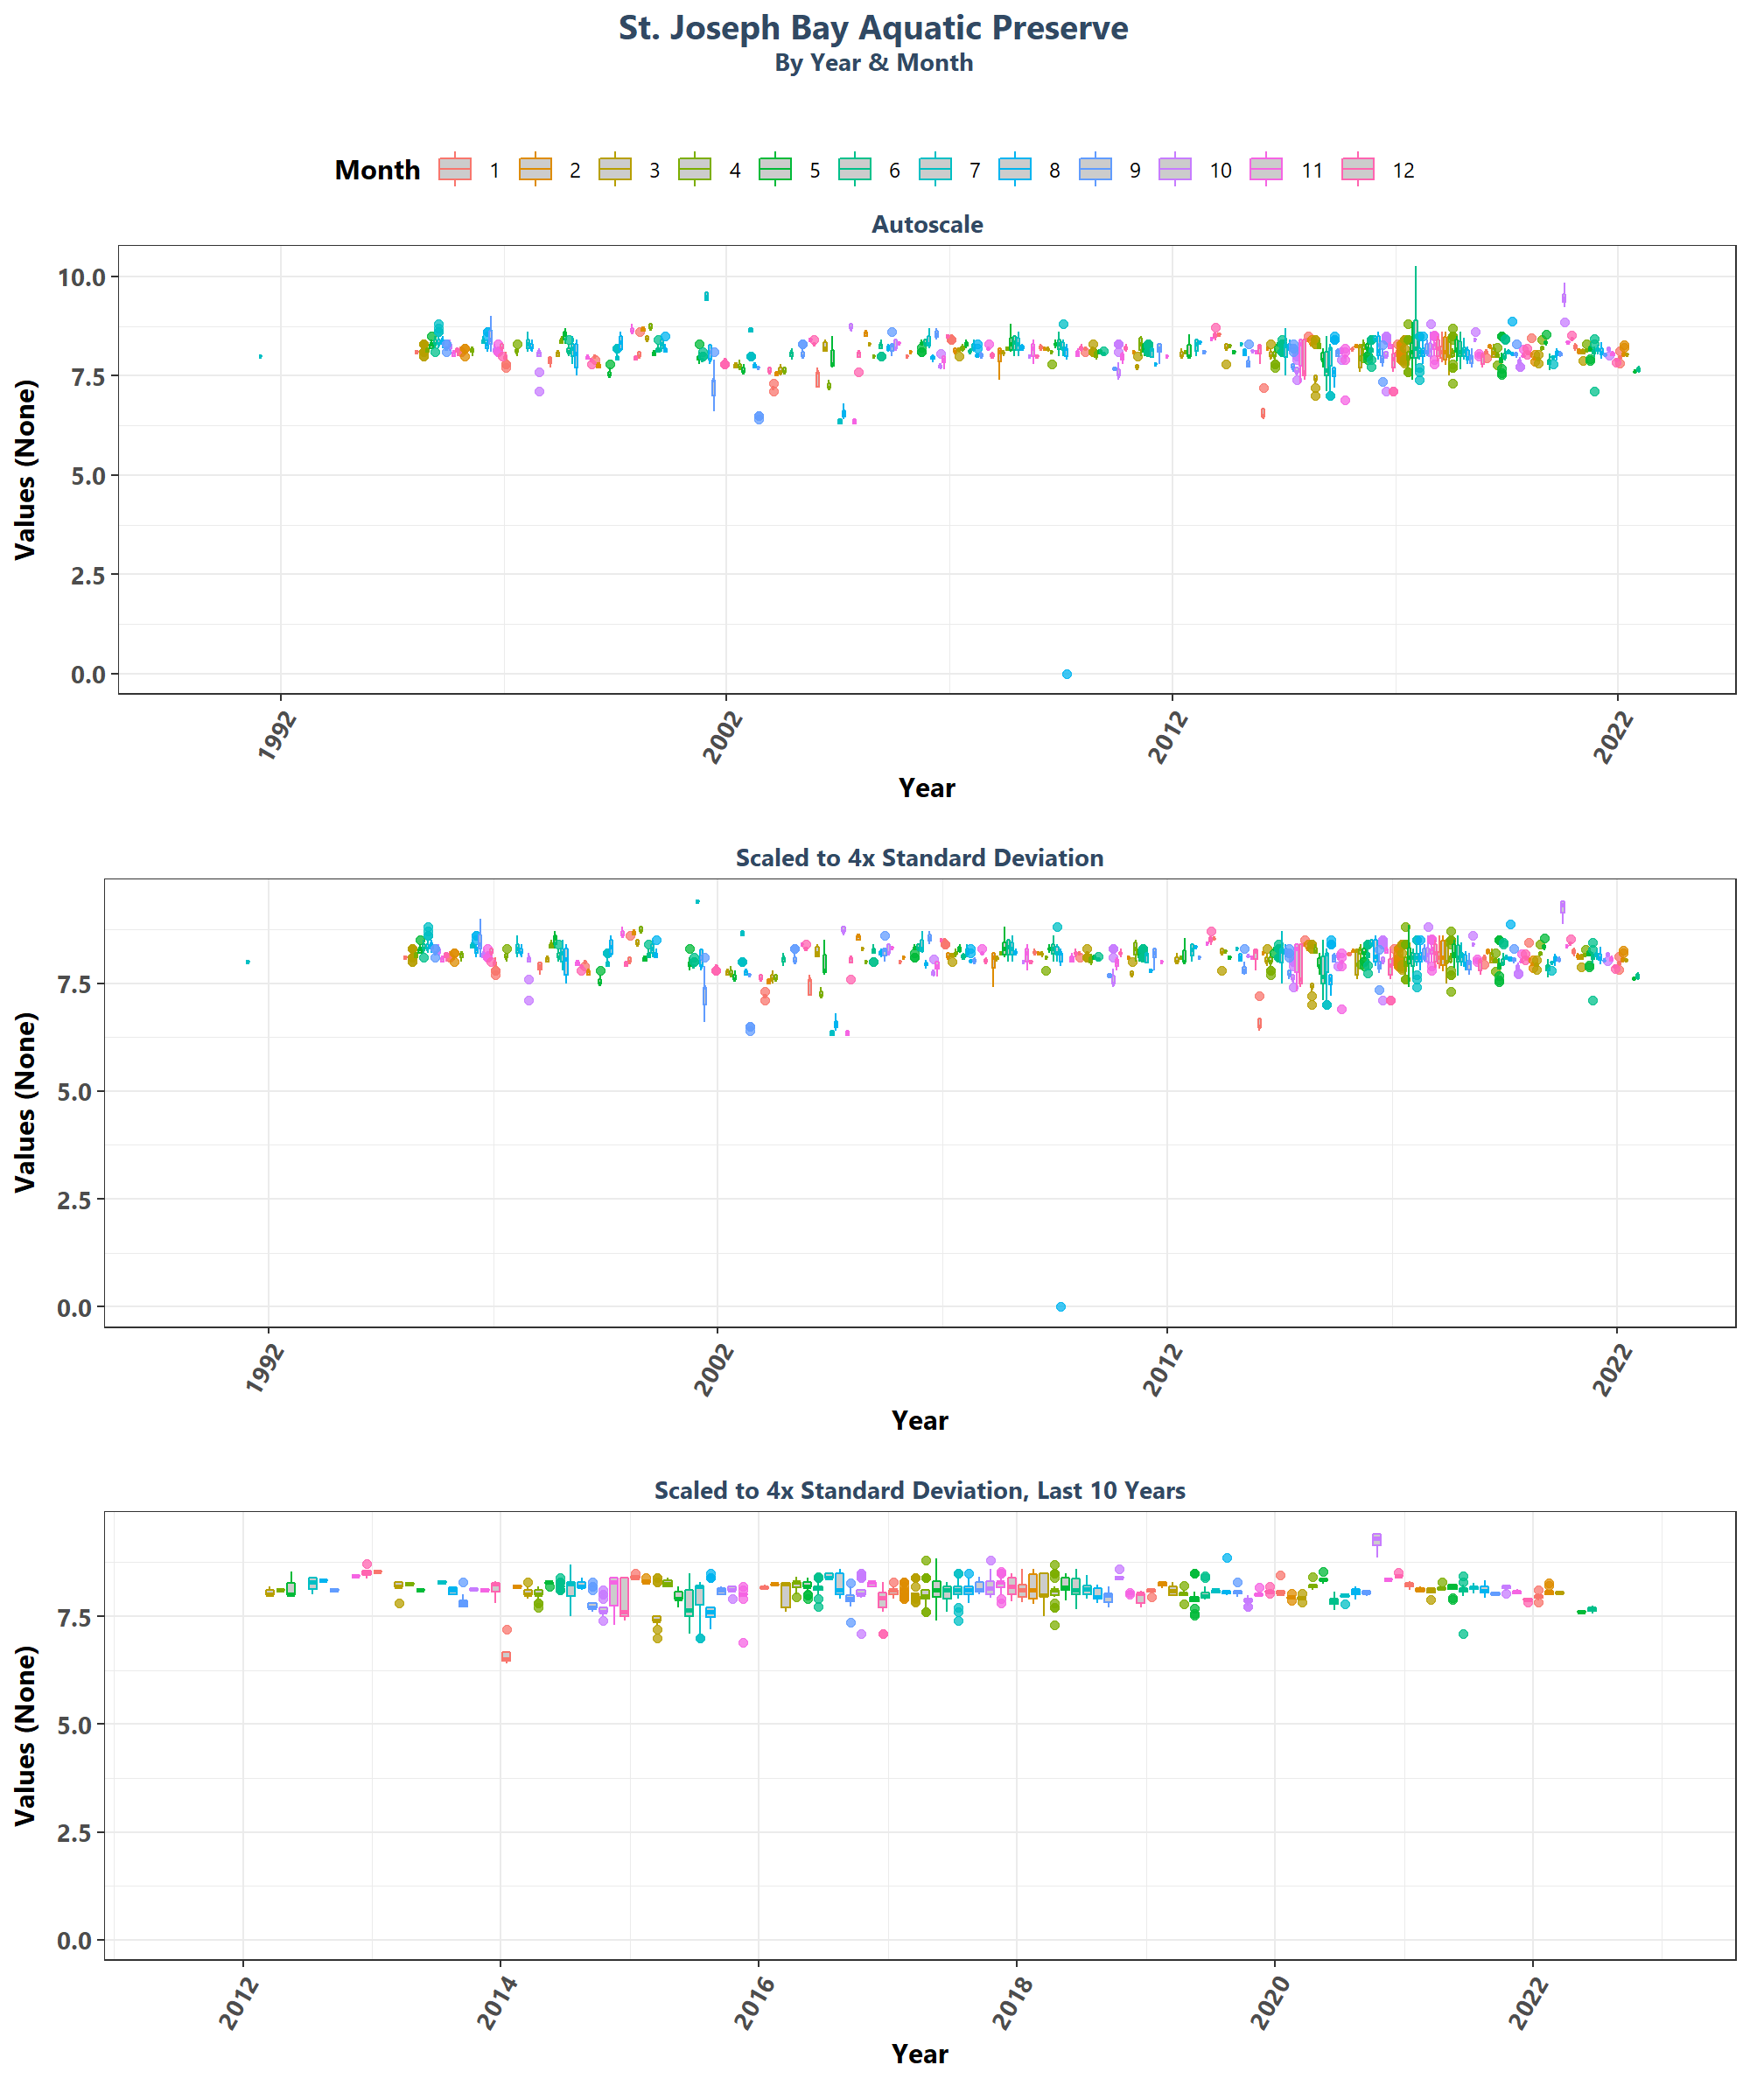 St. Joseph Bay Aquatic Preserve
By Year & Month
Month 1 2 3 4 5 6 7 8 9 10 11 12
Autoscale
Values (None)
10.0
7.5
5.0
2.5
0.0
1992 2002 2012 2022
Year
Scaled to 4x Standard Deviation
Values (None)
7.5
5.0
2.5
0.0
1992 2002 2012 2022
Year
Scaled to 4x Standard Deviation, Last 10 Years
Values (None)
7.5
5.0
2.5
0.0
2012 2014 2016 2018 2020 2022
Year